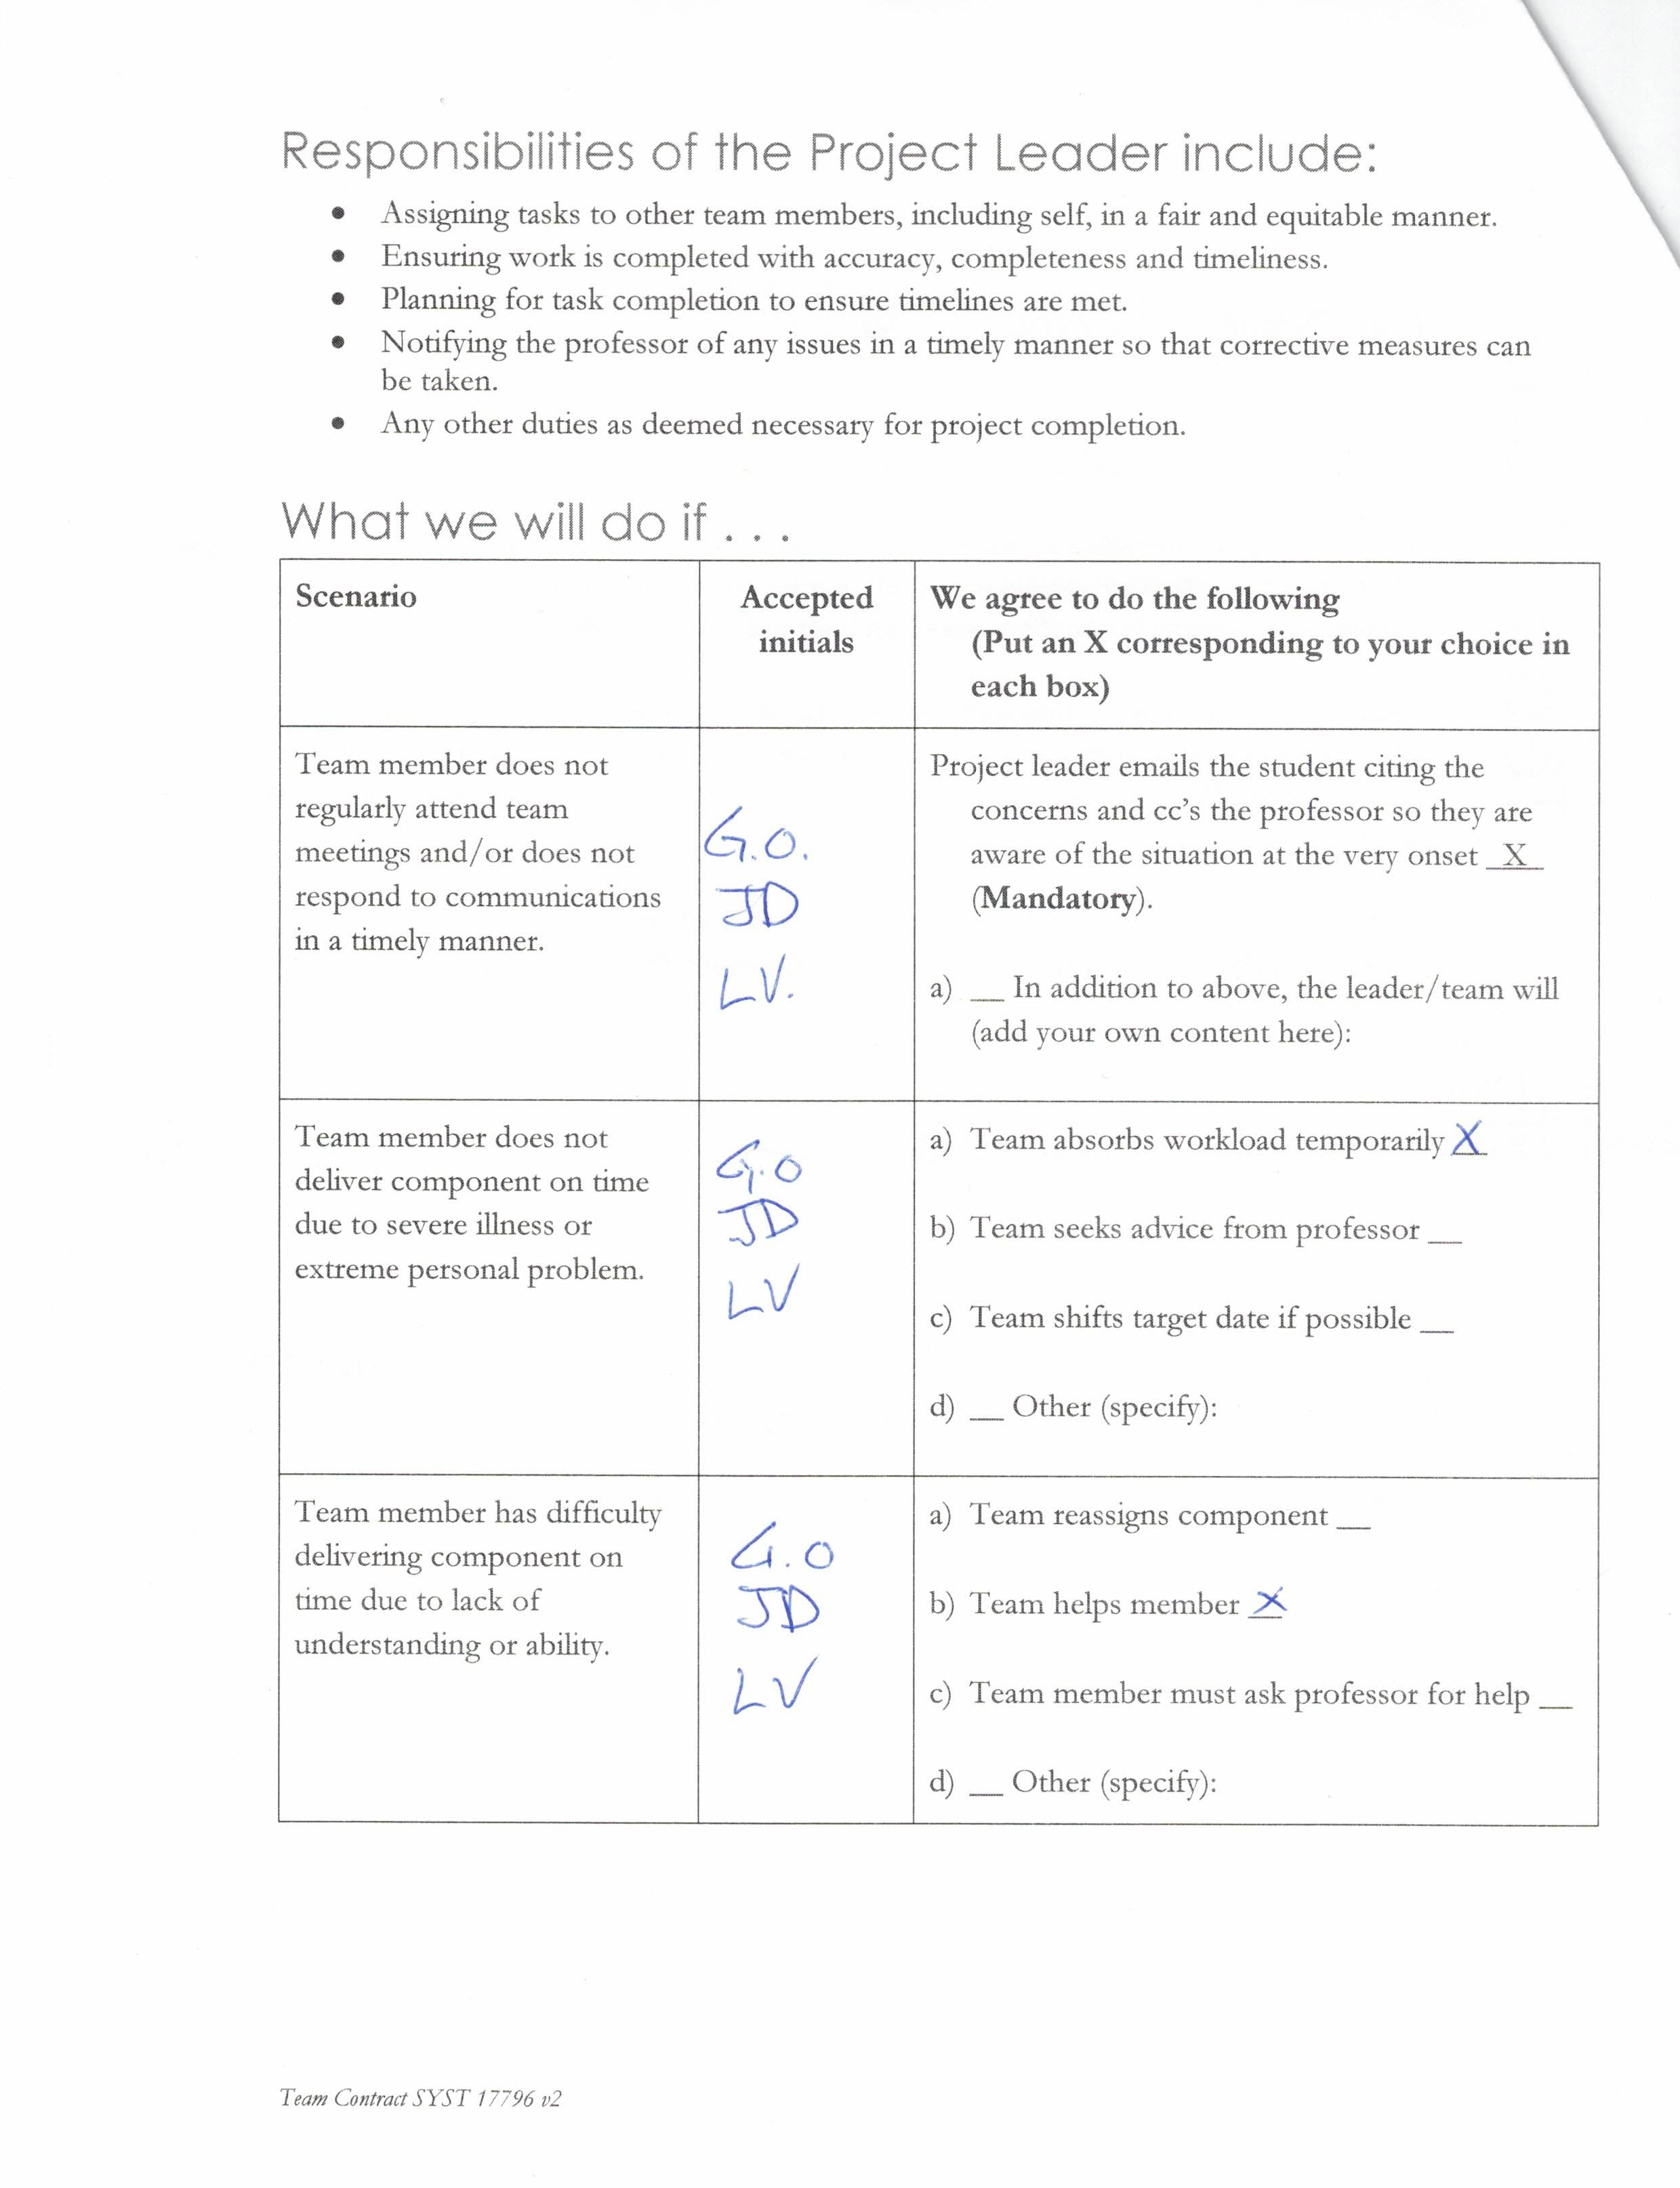 Responsibilities of the Project Leader include:
• Assigning tasks to other team members, including self, in a fair and equitable manner.
• Ensuring work is completed with accuracy, completeness and timeliness.
• Planning for task completion to ensure timelines are met.
• Notifying the professor of any issues in a timely manner so that corrective measures can
be taken.
• Any other duties as deemed necessary for project completion.
What we will do if . . .
Scenario
Accepted
initials
We agree to do the following
(Put an X corresponding to your choice in
each box)
Team member does not
regularly attend team
meetings and/or does not
respond to communications
in a timely manner.
G.O.
JD
LV.
Project leader emails the student citing the
concerns and cc's the professor so they are
aware of the situation at the very onset _X_
(Mandatory).
a) __ In addition to above, the leader/team will
(add your own content here):
Team member does not
deliver component on time
due to severe illness or
extreme personal problem.
G.O
JD
LV
a) Team absorbs workload temporarily X
b) Team seeks advice from professor __
c) Team shifts target date if possible __
d) __ Other (specify):
Team member has difficulty
delivering component on
time due to lack of
understanding or ability.
G.O
JD
LV
a) Team reassigns component __
b) Team helps member X
c) Team member must ask professor for help __
d) __ Other (specify):
Team Contract SYST 17796 v2